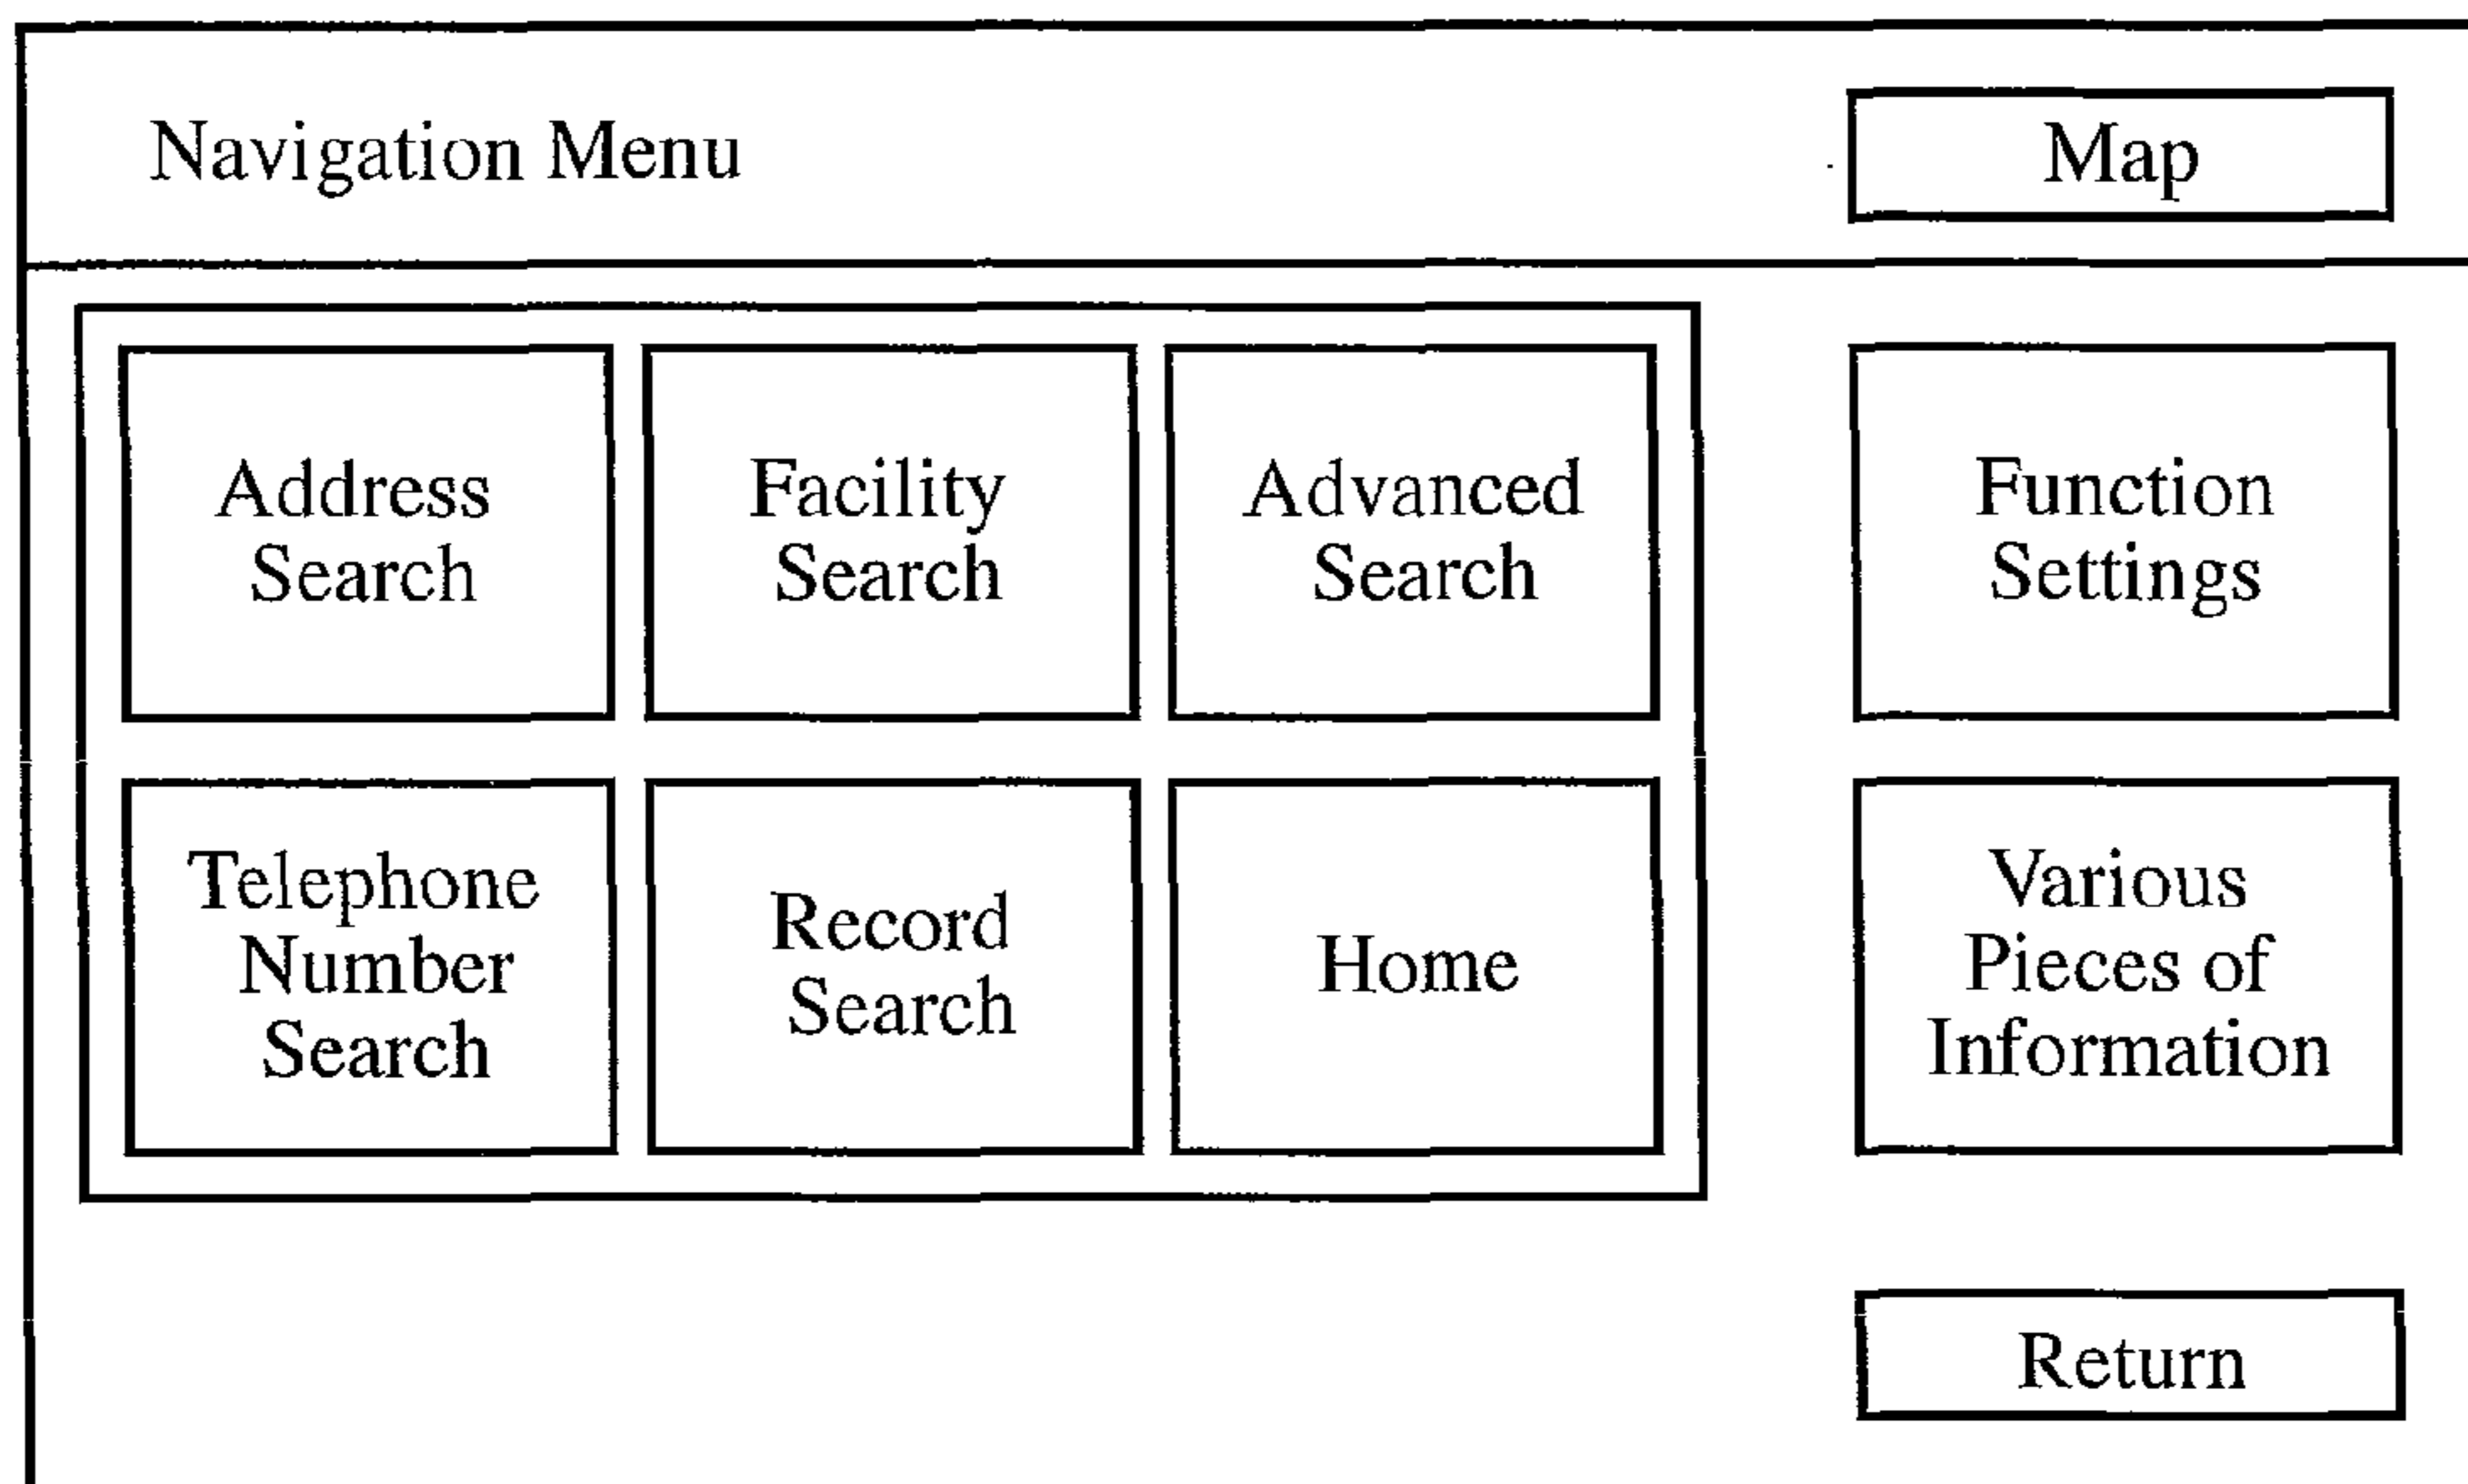 Navigation Menu
Map
Address
Search
Facility
Search
Advanced
Search
Function
Settings
Telephone
Number
Search
Record
Search
Home
Various
Pieces of
Information
Return